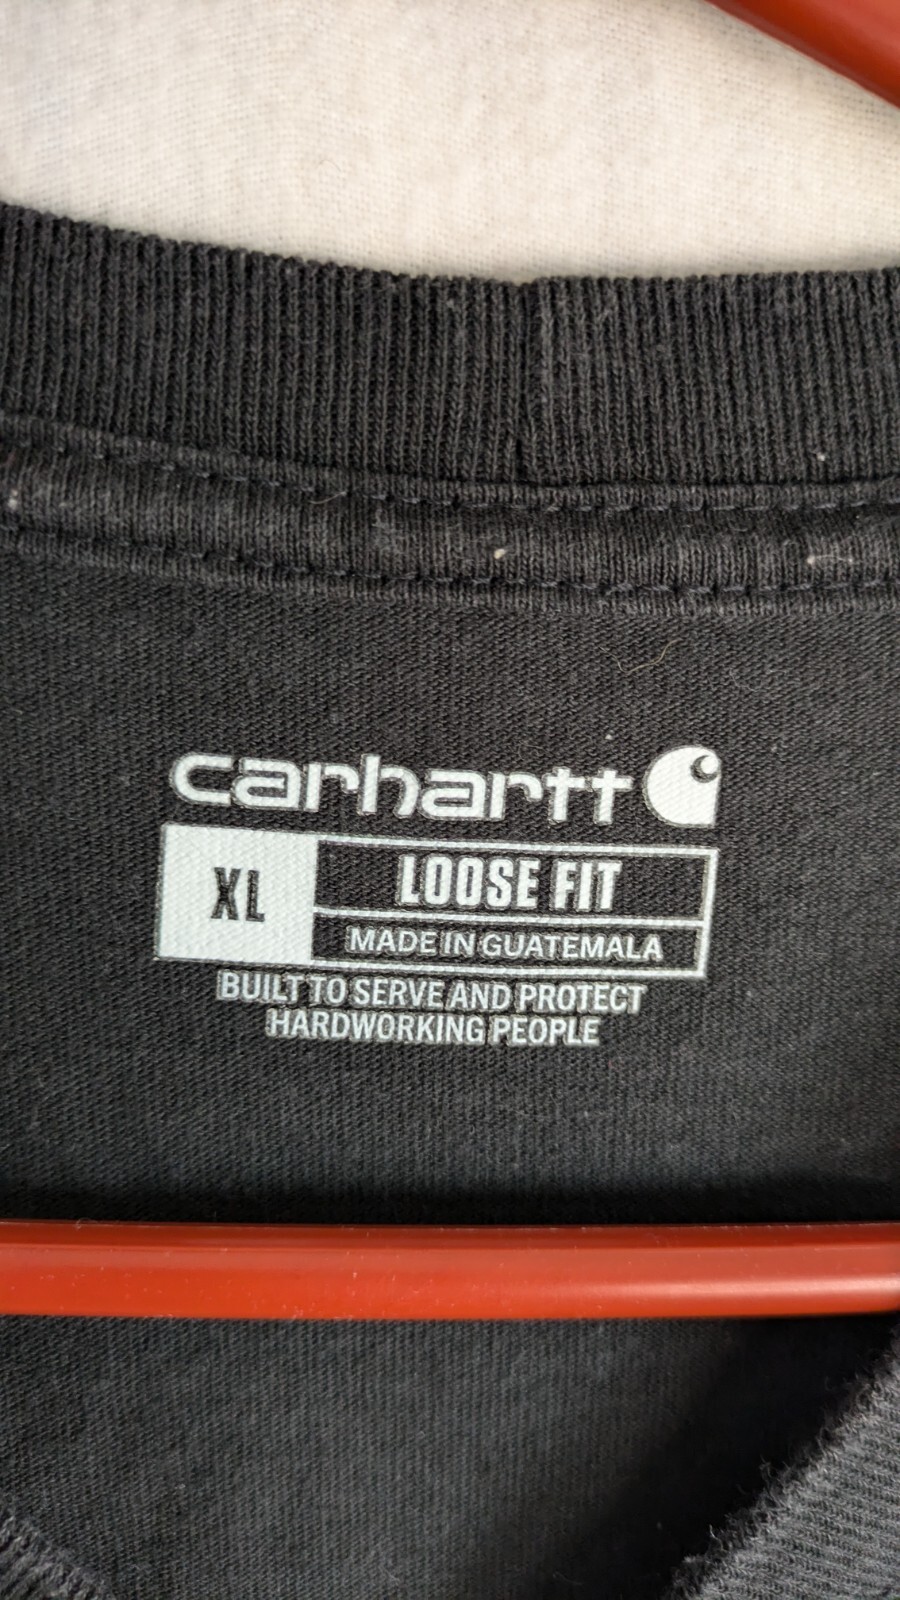 carhartt
XL
LOOSE FIT
MADE IN GUATEMALA
BUILT TO SERVE AND PROTECT
HARDWORKING PEOPLE